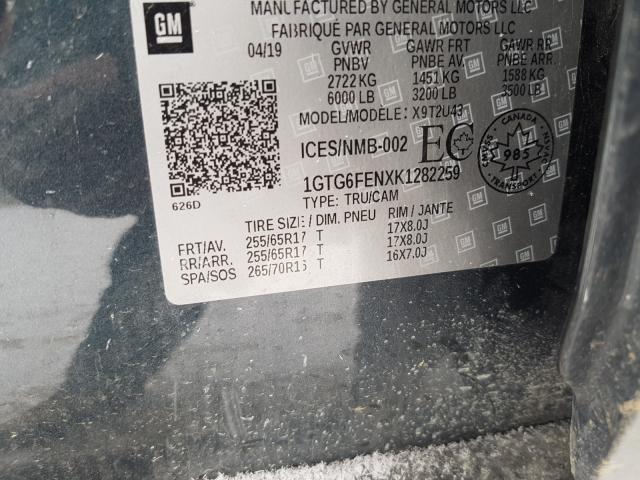 GM
MANUFACTURED BY GENERAL MOTORS LLC
FABRIQUÉ PAR GENERAL MOTORS LLC
04/19 GVWR GAWR FRT GAWR RR
PNBV PNBE AV PNBE ARR
2722 KG 1451 KG 1588 KG
6000 LB 3200 LB 3500 LB
MODEL/MODELE: X9T2U43
ICES/NMB-002 EC
CANADA
985
626D
1GTG6FENXK1282259
TYPE: TRU/CAM
TIRE SIZE / DIM. PNEU RIM / JANTE
FRT/AV. 255/65R17 T 17X8.0J
RR/ARR. 255/65R17 T 17X8.0J
SPA/SOS 265/70R16 T 16X7.0J